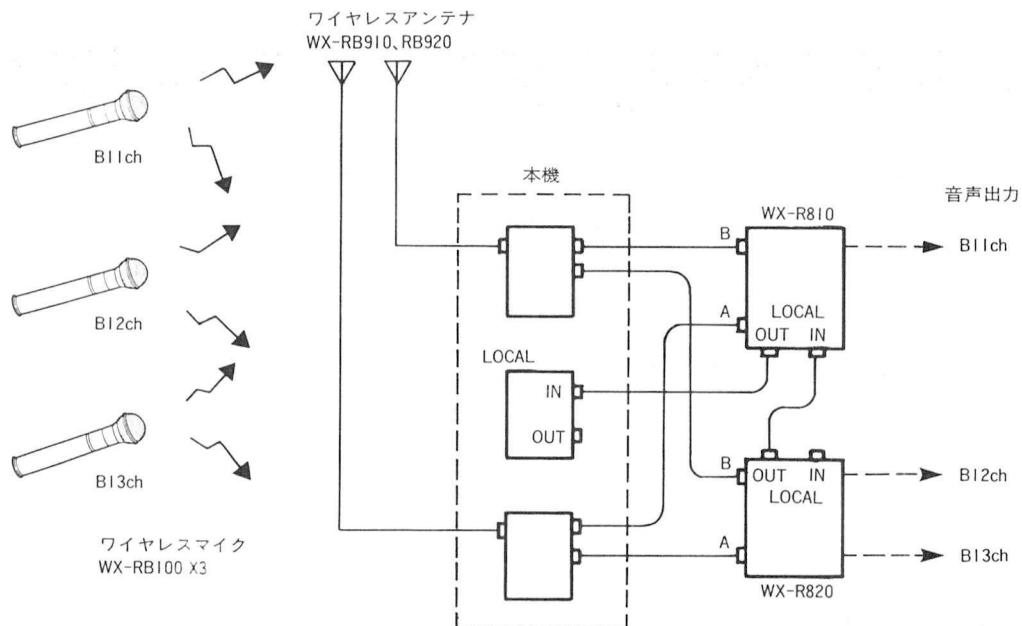 ワイヤレスアンテナ
WX-RB910、RB920
B11ch
本機
音声出力
WX-R810
B
B11ch
A
LOCAL
OUT IN
B12ch
LOCAL
IN
OUT
B
OUT IN
LOCAL
B12ch
B13ch
A
B13ch
WX-R820
ワイヤレスマイク
WX-RB100 X3